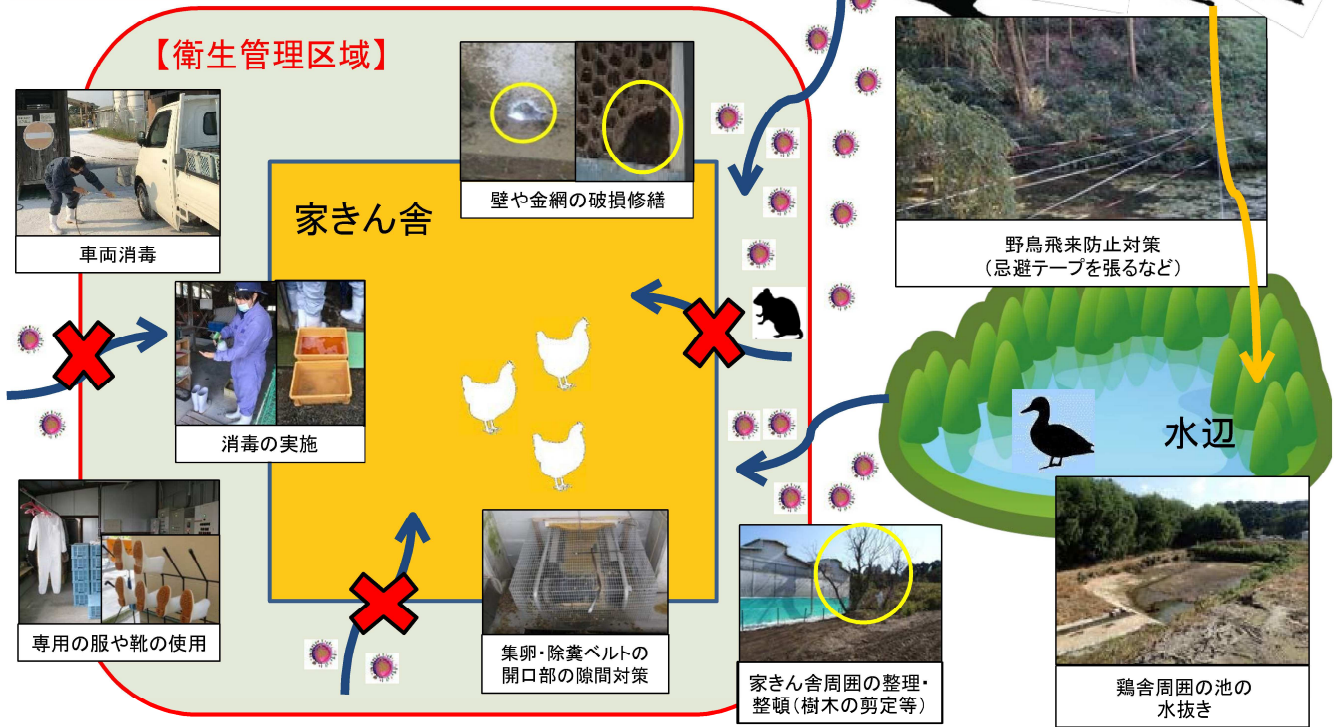 【衛生管理区域】
車両消毒
壁や金網の破損修繕
家きん舎
野鳥飛来防止対策
(忌避テープを張るなど)
消毒の実施
水辺
専用の服や靴の使用
集卵・除糞ベルトの
開口部の隙間対策
家きん舎周囲の整理・
整頓(樹木の剪定等)
鶏舎周囲の池の
水抜き